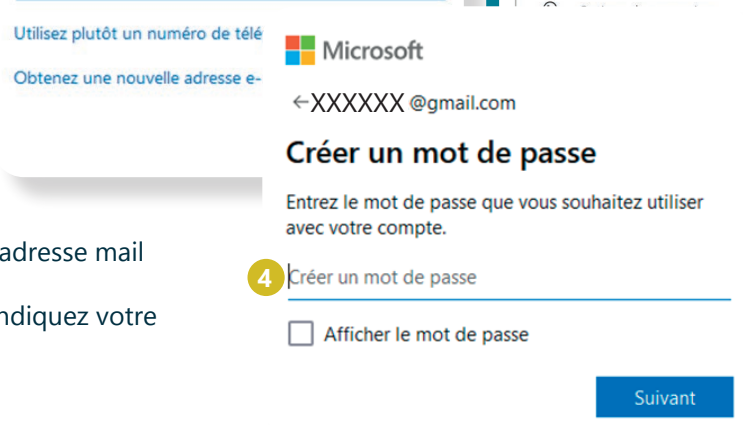 Utilisez plutôt un numéro de télé
Obtenez une nouvelle adresse e-
Microsoft
←XXXXXX @gmail.com
Créer un mot de passe
Entrez le mot de passe que vous souhaitez utiliser
avec votre compte.
4 Créer un mot de passe
Afficher le mot de passe
Suivant
adresse mail
ndiquez votre